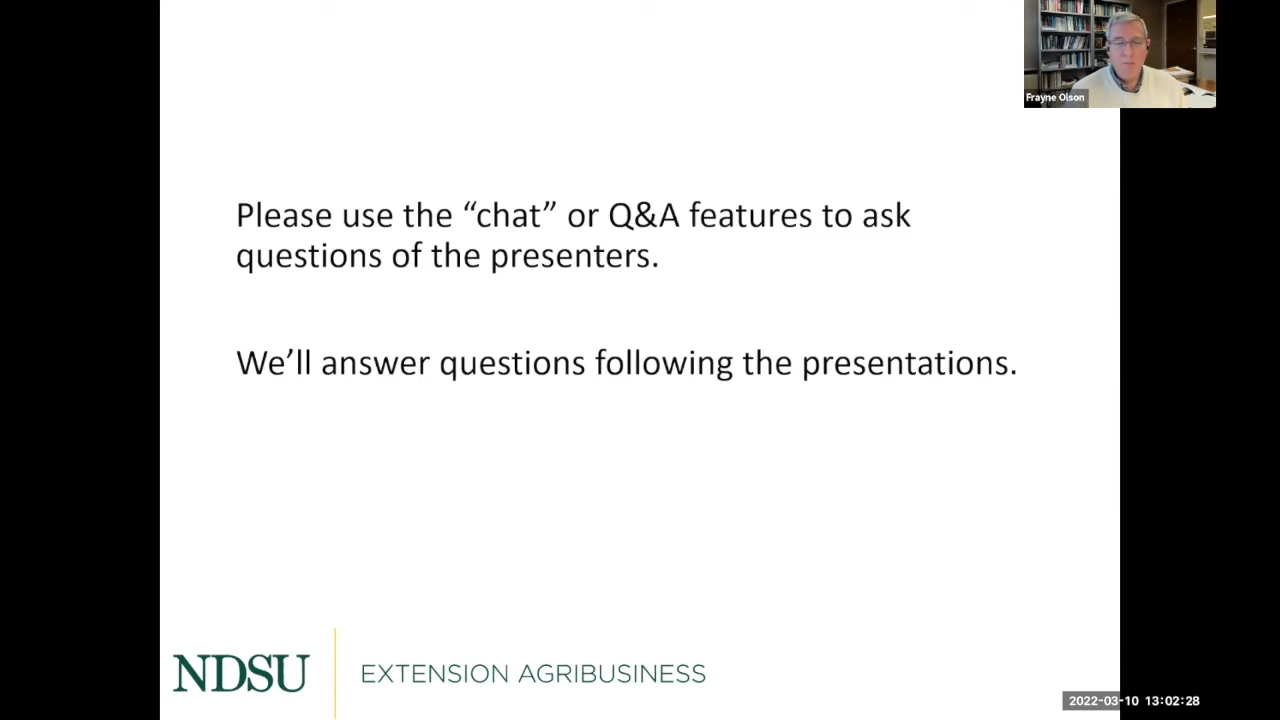 Frayne Olson
Please use the “chat” or Q&A features to ask
questions of the presenters.
We’ll answer questions following the presentations.
NDSU
EXTENSION AGRIBUSINESS
2022-03-10 13:02:28